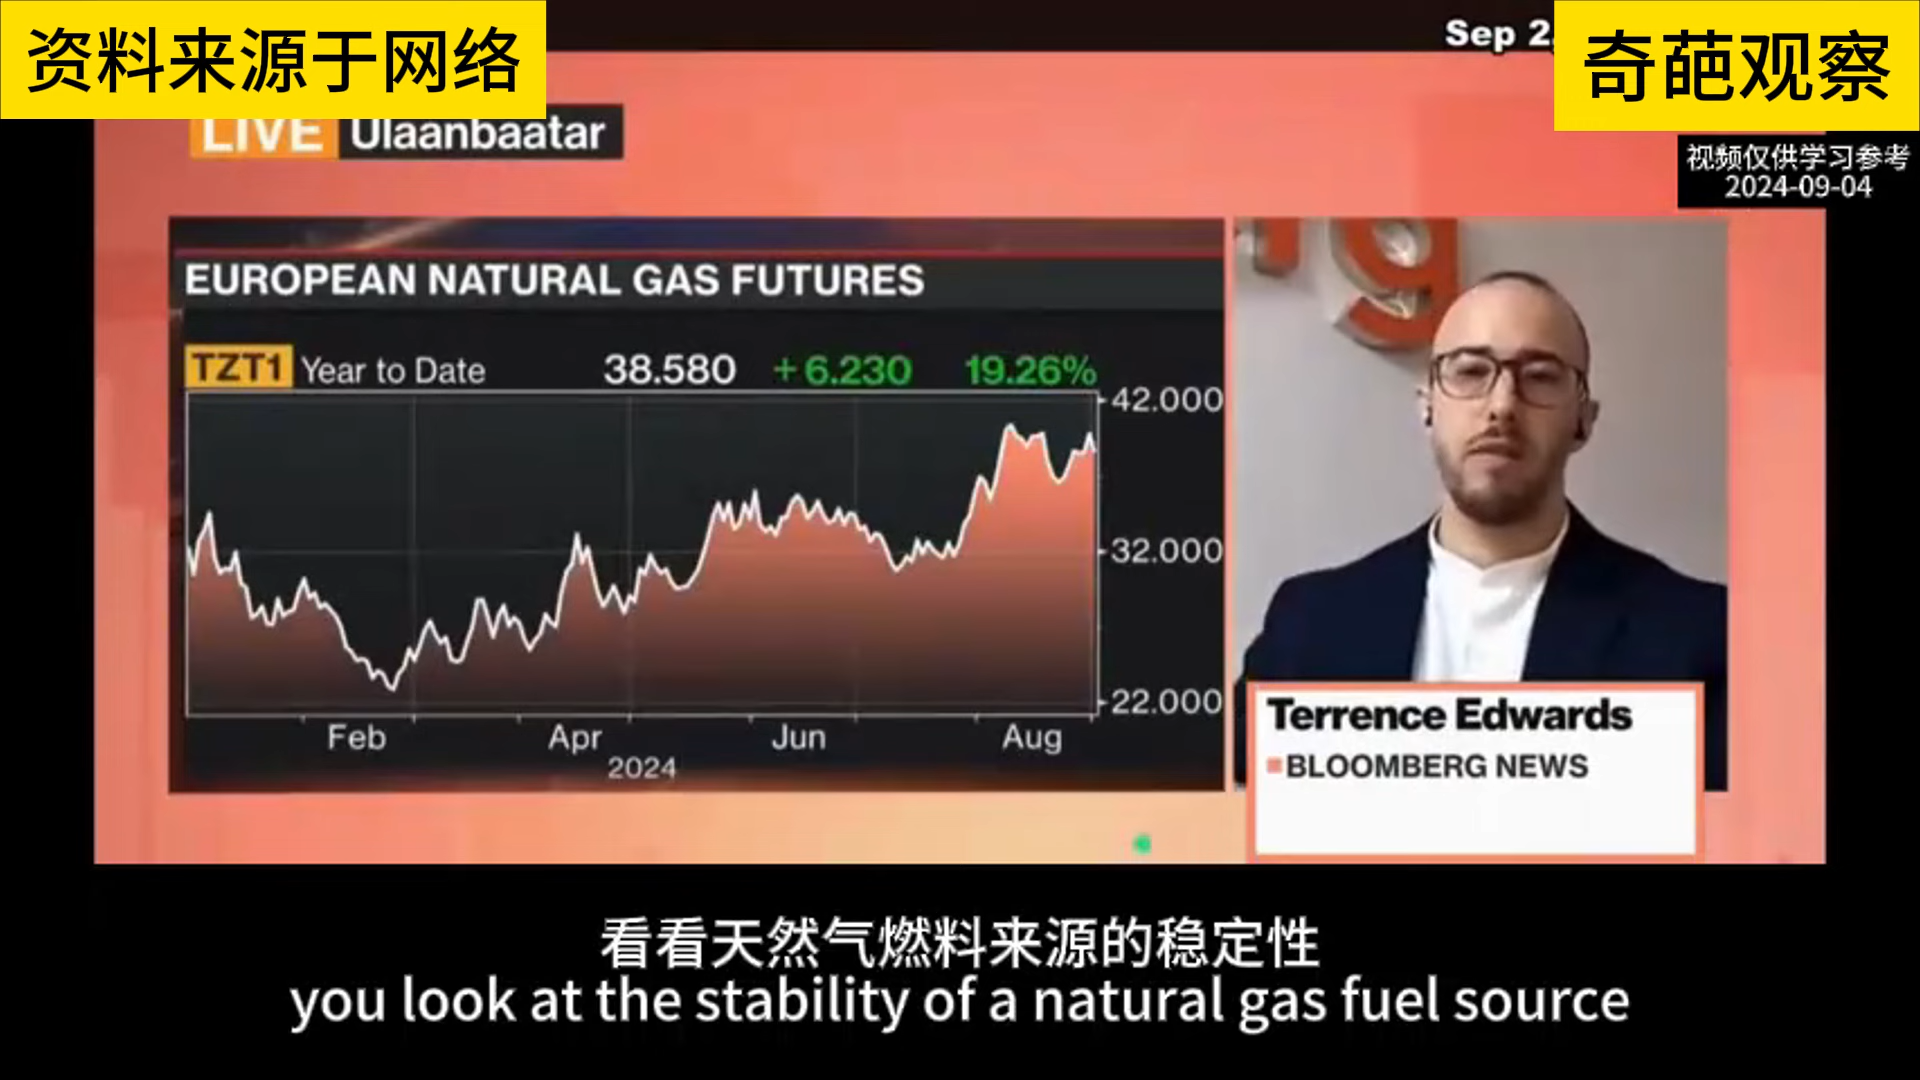 资料来源于网络
Sep 2,
奇葩观察
LIVE Ulaanbaatar
视频仅供学习参考
2024-09-04
EUROPEAN NATURAL GAS FUTURES
TZT1 Year to Date 38.580 +6.230 19.26%
42.000
32.000
22.000
Feb Apr Jun Aug
2024
Terrence Edwards
BLOOMBERG NEWS
看看天然气燃料来源的稳定性
you look at the stability of a natural gas fuel source